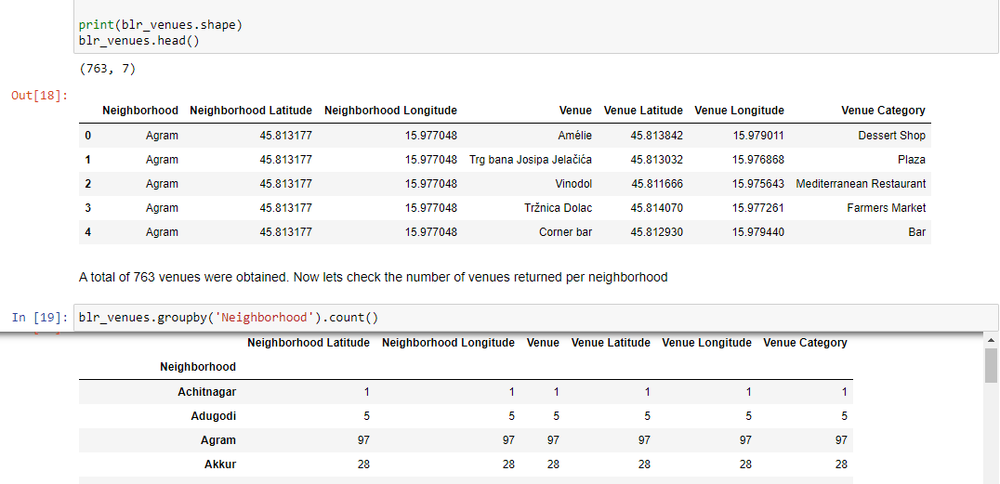 print(blr_venues.shape)
blr_venues.head()
(763, 7)
Out[18]:
Neighborhood Neighborhood Latitude Neighborhood Longitude Venue Venue Latitude Venue Longitude Venue Category
0 Agram 45.813177 15.977048 Amélie 45.813842 15.979011 Dessert Shop
1 Agram 45.813177 15.977048 Trg bana Josipa Jelačića 45.813032 15.976868 Plaza
2 Agram 45.813177 15.977048 Vinodol 45.811666 15.975643 Mediterranean Restaurant
3 Agram 45.813177 15.977048 Tržnica Dolac 45.814070 15.977261 Farmers Market
4 Agram 45.813177 15.977048 Corner bar 45.812930 15.979440 Bar
A total of 763 venues were obtained. Now lets check the number of venues returned per neighborhood
In [19]: blr_venues.groupby('Neighborhood').count()
Neighborhood Latitude Neighborhood Longitude Venue Venue Latitude Venue Longitude Venue Category
Neighborhood
Achitnagar 1 1 1 1 1 1
Adugodi 5 5 5 5 5 5
Agram 97 97 97 97 97 97
Akkur 28 28 28 28 28 28